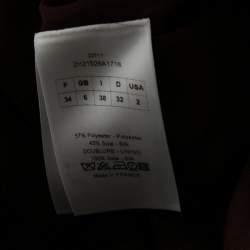 F GB I D USA
34 6 38 32 2
57% Polyester - Polyester
43% Soie - Silk
DOUBLURE - LINING
100% Soie - Silk
MADE IN FRANCE